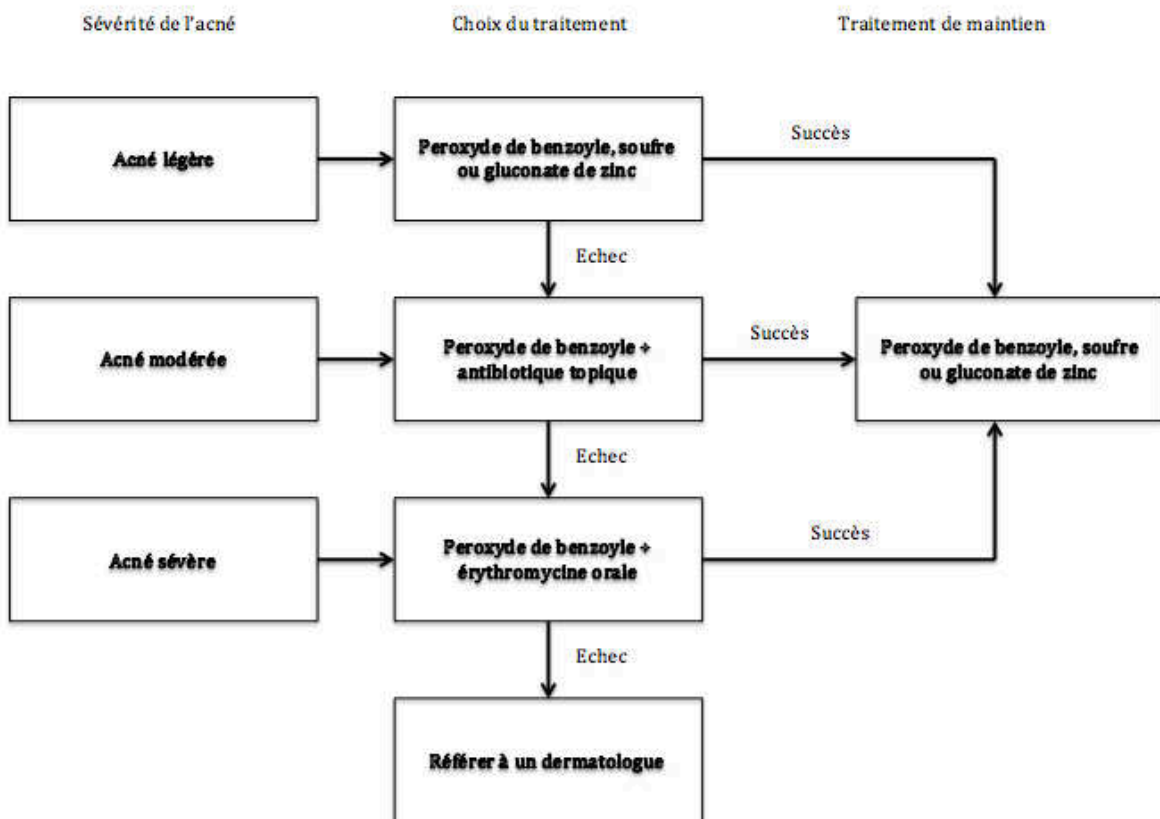 Sévérité de l'acné
Choix du traitement
Traitement de maintien
Acné légère
Peroxyde de benzoyle, soufre
ou gluconate de zinc
Succès
Echec
Acné modérée
Peroxyde de benzoyle +
antibiotique topique
Succès
Peroxyde de benzoyle, soufre
ou gluconate de zinc
Echec
Acné sévère
Peroxyde de benzoyle +
érythromycine orale
Succès
Echec
Référer à un dermatologue